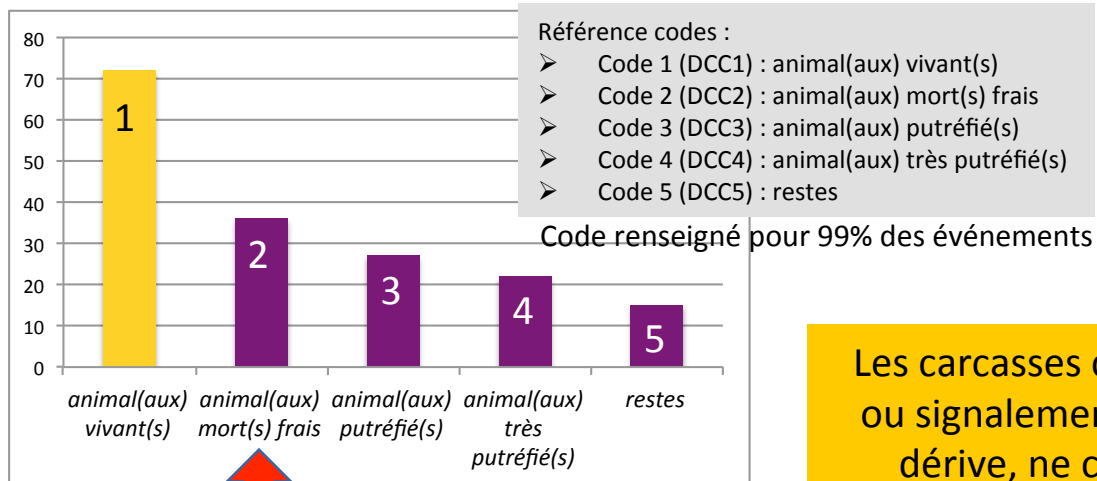 Référence codes :
➢ Code 1 (DCC1) : animal(aux) vivant(s)
➢ Code 2 (DCC2) : animal(aux) mort(s) frais
➢ Code 3 (DCC3) : animal(aux) putréfié(s)
➢ Code 4 (DCC4) : animal(aux) très putréfié(s)
➢ Code 5 (DCC5) : restes
Code renseigné pour 99% des événements
80
70
60
50
40
30
20
10
0
1
2
3
4
5
animal(aux) vivant(s)
animal(aux) mort(s) frais
animal(aux) putréfié(s)
animal(aux) très putréfié(s)
restes
Les carcasses
ou signalemen
dérive, ne